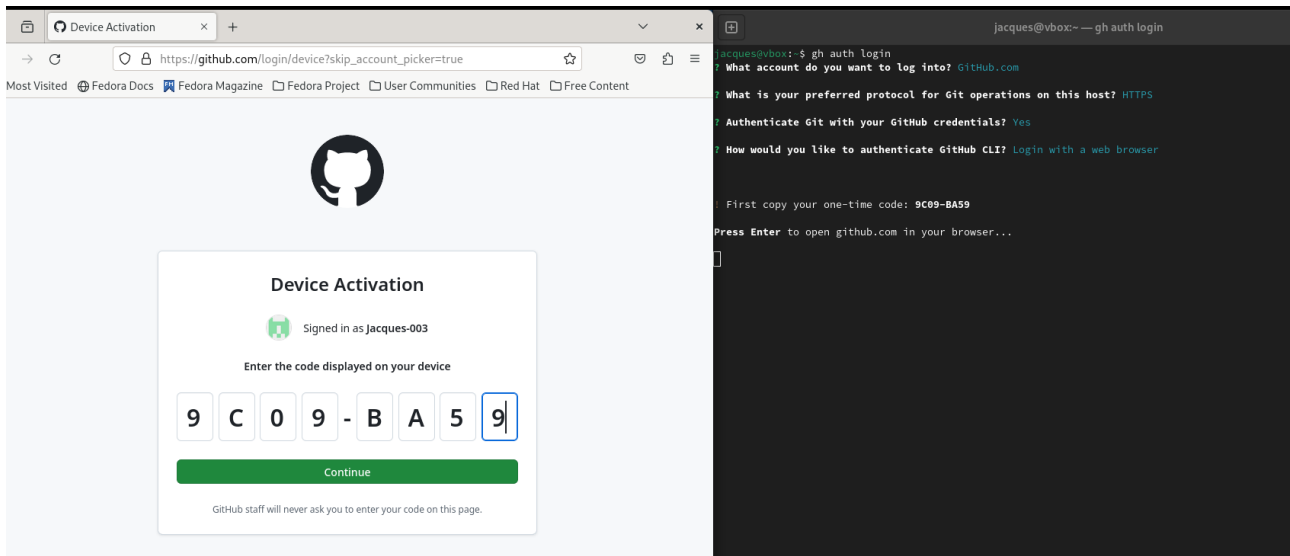 Device Activation
https://github.com/login/device?skip_account_picker=true
Most Visited Fedora Docs Fedora Magazine Fedora Project User Communities Red Hat Free Content
Device Activation
Signed in as Jacques-003
Enter the code displayed on your device
9 C 0 9 - B A 5 9
Continue
GitHub staff will never ask you to enter your code on this page.
jacques@vbox:~ — gh auth login
jacques@vbox:~$ gh auth login
? What account do you want to log into? GitHub.com
? What is your preferred protocol for Git operations on this host? HTTPS
? Authenticate Git with your GitHub credentials? Yes
? How would you like to authenticate GitHub CLI? Login with a web browser
! First copy your one-time code: 9C09-BA59
Press Enter to open github.com in your browser...